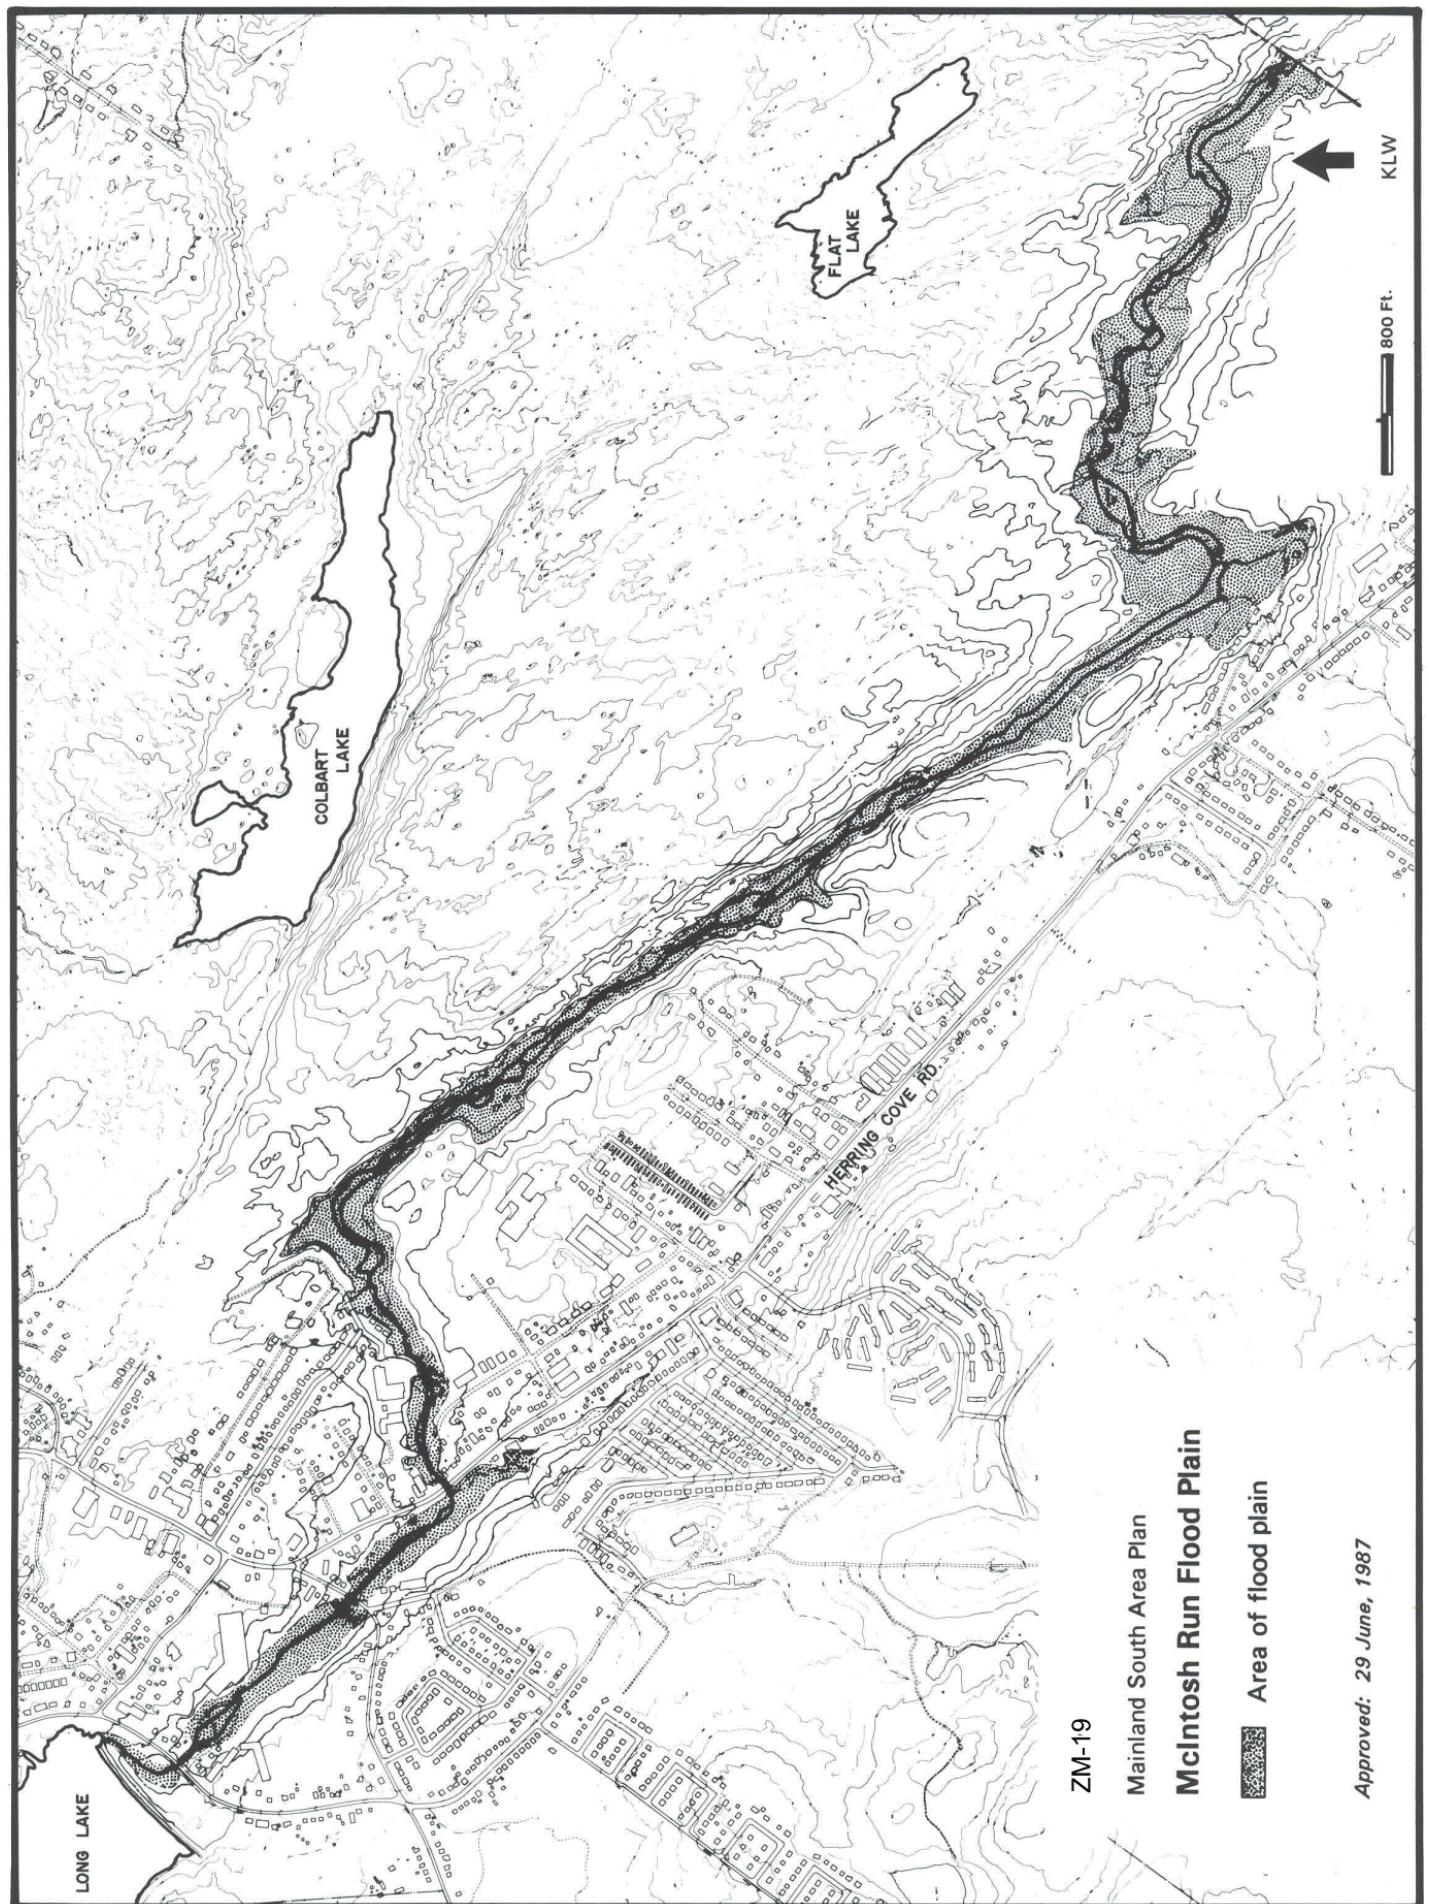 LONG LAKE
COLBART
LAKE
FLAT
LAKE
HERRING COVE RD.
ZM-19
Mainland South Area Plan
McIntosh Run Flood Plain
Area of flood plain
Approved: 29 June, 1987
800 Ft.
KLW